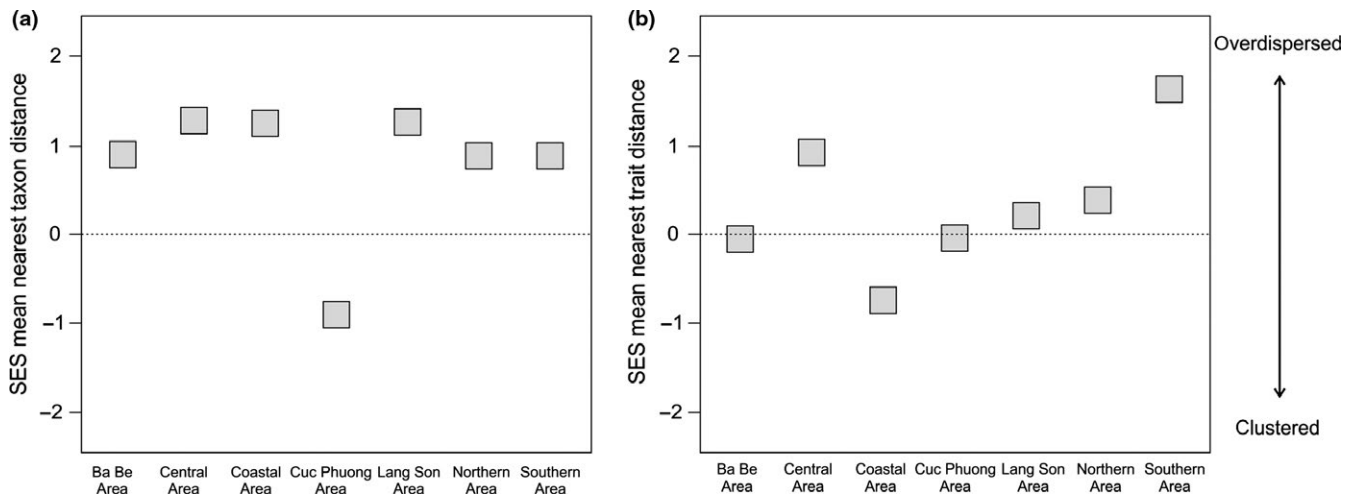 (a)
SES mean nearest taxon distance
2
1
0
–1
–2
Ba Be
Area
Central
Area
Coastal
Area
Cuc Phuong
Area
Lang Son
Area
Northern
Area
Southern
Area
(b)
SES mean nearest trait distance
2
1
0
–1
–2
Ba Be
Area
Central
Area
Coastal
Area
Cuc Phuong
Area
Lang Son
Area
Northern
Area
Southern
Area
Overdispersed
Clustered